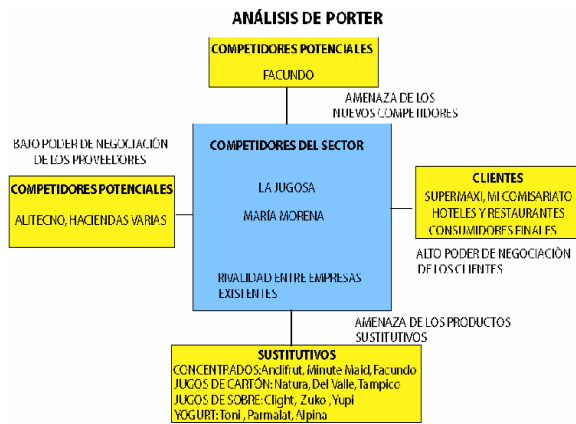 ANÁLISIS DE PORTER
COMPETIDORES POTENCIALES
FACUNDO
AMENAZA DE LOS
NUEVOS COMPETIDORES
BAJO PODER DE NEGOCIACIÓN
DE LOS PROVEEDORES
COMPETIDORES POTENCIALES
ALITECNO, HACIENDAS VARIAS
COMPETIDORES DEL SECTOR
LA JUGOSA
MARÍA MORENA
RIVALIDAD ENTRE EMPRESAS
EXISTENTES
CLIENTES
SUPERMAXI, MI COMISARIATO
HOTELES Y RESTAURANTES
CONSUMIDORES FINALES
ALTO PODER DE NEGOCIACIÒN
DE LOS CLIENTES
AMENAZA DE LOS PRODUCTOS
SUSTITUTIVOS
SUSTITUTIVOS
CONCENTRADOS:Andifrut, Minute Maid, Facundo
JUGOS DE CARTÓN: Natura, Del Valle, Tampico
JUGOS DE SOBRE: Clight, Zuko , Yupi
YOGURT: Toni , Parmalat, Alpina